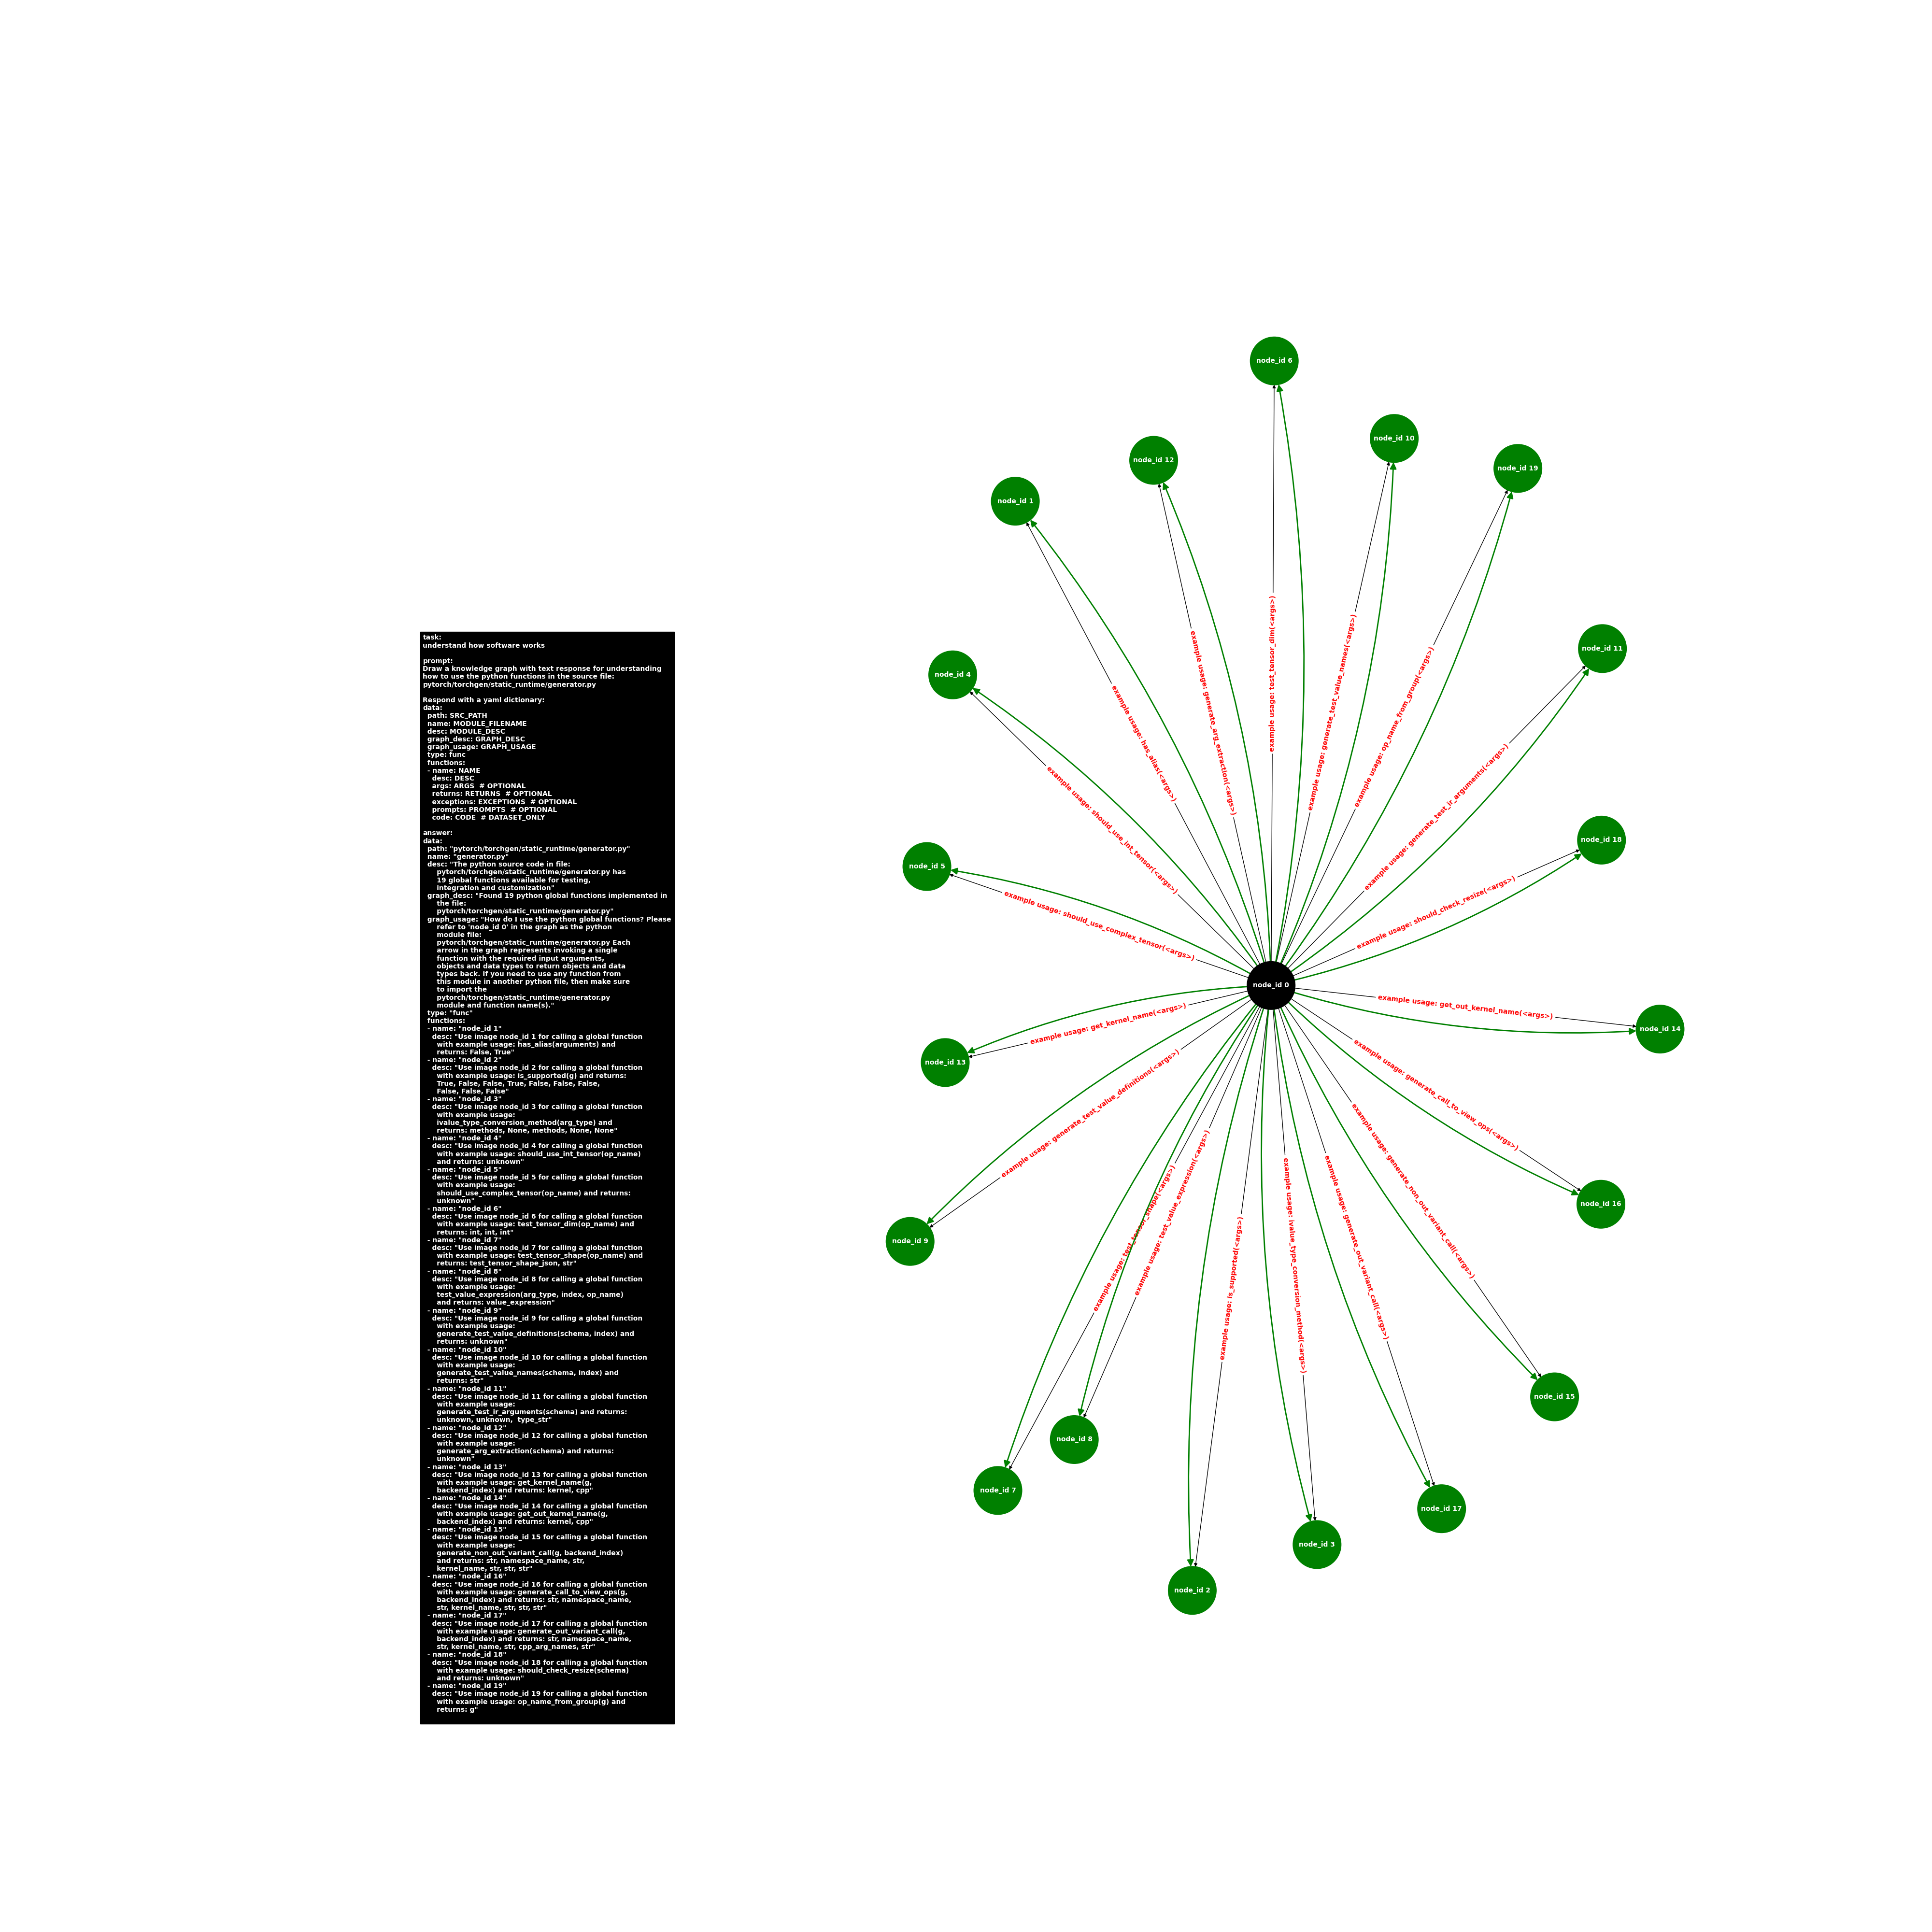 task:
understand how software works

prompt:
Draw a knowledge graph with text response for understanding
how to use the python functions in the source file:
pytorch/torchgen/static_runtime/generator.py

Respond with a yaml dictionary:
data:
  path: SRC_PATH
  name: MODULE_FILENAME
  desc: MODULE_DESC
  graph_desc: GRAPH_DESC
  graph_usage: GRAPH_USAGE
  type: func
  functions:
  - name: NAME
    desc: DESC
    args: ARGS  # OPTIONAL
    returns: RETURNS  # OPTIONAL
    exceptions: EXCEPTIONS  # OPTIONAL
    prompts: PROMPTS  # OPTIONAL
    code: CODE  # DATASET_ONLY

answer:
data:
  path: "pytorch/torchgen/static_runtime/generator.py"
  name: "generator.py"
  desc: "The python source code in file:
      pytorch/torchgen/static_runtime/generator.py has
      19 global functions available for testing,
      integration and customization"
  graph_desc: "Found 19 python global functions implemented in
      the file:
      pytorch/torchgen/static_runtime/generator.py"
  graph_usage: "How do I use the python global functions? Please
      refer to 'node_id 0' in the graph as the python
      module file:
      pytorch/torchgen/static_runtime/generator.py Each
      arrow in the graph represents invoking a single
      function with the required input arguments,
      objects and data types to return objects and data
      types back. If you need to use any function from
      this module in another python file, then make sure
      to import the
      pytorch/torchgen/static_runtime/generator.py
      module and function name(s)."
  type: "func"
  functions:
  - name: "node_id 1"
    desc: "Use image node_id 1 for calling a global function
      with example usage: has_alias(arguments) and
      returns: False, True"
  - name: "node_id 2"
    desc: "Use image node_id 2 for calling a global function
      with example usage: is_supported(g) and returns:
      True, False, False, True, False, False, False,
      False, False, False"
  - name: "node_id 3"
    desc: "Use image node_id 3 for calling a global function
      with example usage:
      ivalue_type_conversion_method(arg_type) and
      returns: methods, None, methods, None, None"
  - name: "node_id 4"
    desc: "Use image node_id 4 for calling a global function
      with example usage: should_use_int_tensor(op_name)
      and returns: unknown"
  - name: "node_id 5"
    desc: "Use image node_id 5 for calling a global function
      with example usage:
      should_use_complex_tensor(op_name) and returns:
      unknown"
  - name: "node_id 6"
    desc: "Use image node_id 6 for calling a global function
      with example usage: test_tensor_dim(op_name) and
      returns: int, int, int"
  - name: "node_id 7"
    desc: "Use image node_id 7 for calling a global function
      with example usage: test_tensor_shape(op_name) and
      returns: test_tensor_shape_json, str"
  - name: "node_id 8"
    desc: "Use image node_id 8 for calling a global function
      with example usage:
      test_value_expression(arg_type, index, op_name)
      and returns: value_expression"
  - name: "node_id 9"
    desc: "Use image node_id 9 for calling a global function
      with example usage:
      generate_test_value_definitions(schema, index) and
      returns: unknown"
  - name: "node_id 10"
    desc: "Use image node_id 10 for calling a global function
      with example usage:
      generate_test_value_names(schema, index) and
      returns: str"
  - name: "node_id 11"
    desc: "Use image node_id 11 for calling a global function
      with example usage:
      generate_test_ir_arguments(schema) and returns:
      unknown, unknown,  type_str"
  - name: "node_id 12"
    desc: "Use image node_id 12 for calling a global function
      with example usage:
      generate_arg_extraction(schema) and returns:
      unknown"
  - name: "node_id 13"
    desc: "Use image node_id 13 for calling a global function
      with example usage: get_kernel_name(g,
      backend_index) and returns: kernel, cpp"
  - name: "node_id 14"
    desc: "Use image node_id 14 for calling a global function
      with example usage: get_out_kernel_name(g,
      backend_index) and returns: kernel, cpp"
  - name: "node_id 15"
    desc: "Use image node_id 15 for calling a global function
      with example usage:
      generate_non_out_variant_call(g, backend_index)
      and returns: str, namespace_name, str,
      kernel_name, str, str, str"
  - name: "node_id 16"
    desc: "Use image node_id 16 for calling a global function
      with example usage: generate_call_to_view_ops(g,
      backend_index) and returns: str, namespace_name,
      str, kernel_name, str, str, str"
  - name: "node_id 17"
    desc: "Use image node_id 17 for calling a global function
      with example usage: generate_out_variant_call(g,
      backend_index) and returns: str, namespace_name,
      str, kernel_name, str, cpp_arg_names, str"
  - name: "node_id 18"
    desc: "Use image node_id 18 for calling a global function
      with example usage: should_check_resize(schema)
      and returns: unknown"
  - name: "node_id 19"
    desc: "Use image node_id 19 for calling a global function
      with example usage: op_name_from_group(g) and
      returns: g"
node_id 6
node_id 10
node_id 12
node_id 19
node_id 1
node_id 11
node_id 4
node_id 18
node_id 5
node_id 0
node_id 14
node_id 13
node_id 16
node_id 9
node_id 15
node_id 8
node_id 7
node_id 17
node_id 3
node_id 2
example usage: test_tensor_dim(<args>)
example usage: generate_test_value_names(<args>)
example usage: generate_arg_extraction(<args>)
example usage: op_name_from_group(<args>)
example usage: has_alias(<args>)
example usage: generate_test_ir_arguments(<args>)
example usage: should_use_int_tensor(<args>)
example usage: should_check_resize(<args>)
example usage: should_use_complex_tensor(<args>)
example usage: get_out_kernel_name(<args>)
example usage: get_kernel_name(<args>)
example usage: generate_call_to_view_ops(<args>)
example usage: generate_test_value_definitions(<args>)
example usage: generate_non_out_variant_call(<args>)
example usage: test_tensor_shape(<args>)
example usage: test_value_expression(<args>)
example usage: generate_out_variant_call(<args>)
example usage: ivalue_type_conversion_method(<args>)
example usage: is_supported(<args>)